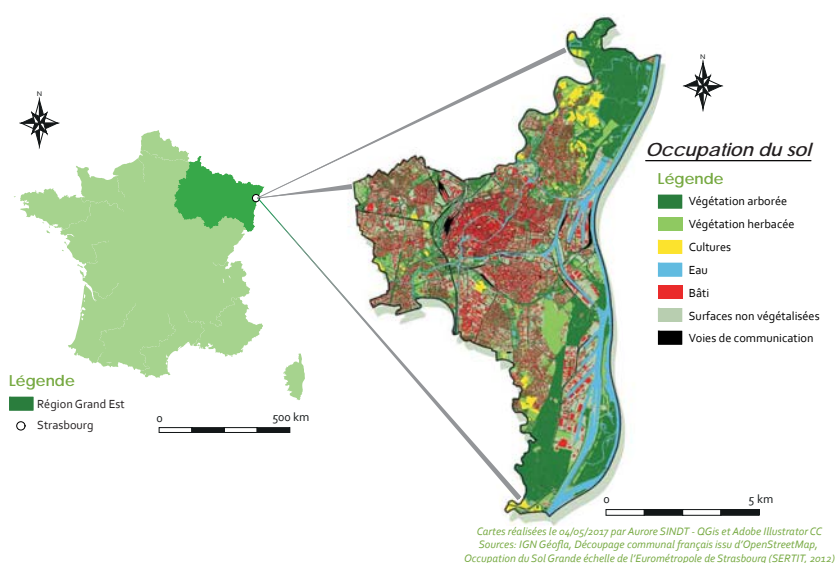 N
N
Occupation du sol
Légende
Végétation arborée
Végétation herbacée
Cultures
Eau
Bâti
Surfaces non végétalisées
Voies de communication
Légende
Région Grand Est
Strasbourg
0 500 km
0 5 km
Cartes réalisées le 04/05/2017 par Aurore SINDT - QGis et Adobe Illustrator CC
Sources: IGN Géofla, Découpage communal français issu d'OpenStreetMap,
Occupation du Sol Grande échelle de l'Eurométropole de Strasbourg (SERTIT, 2012)